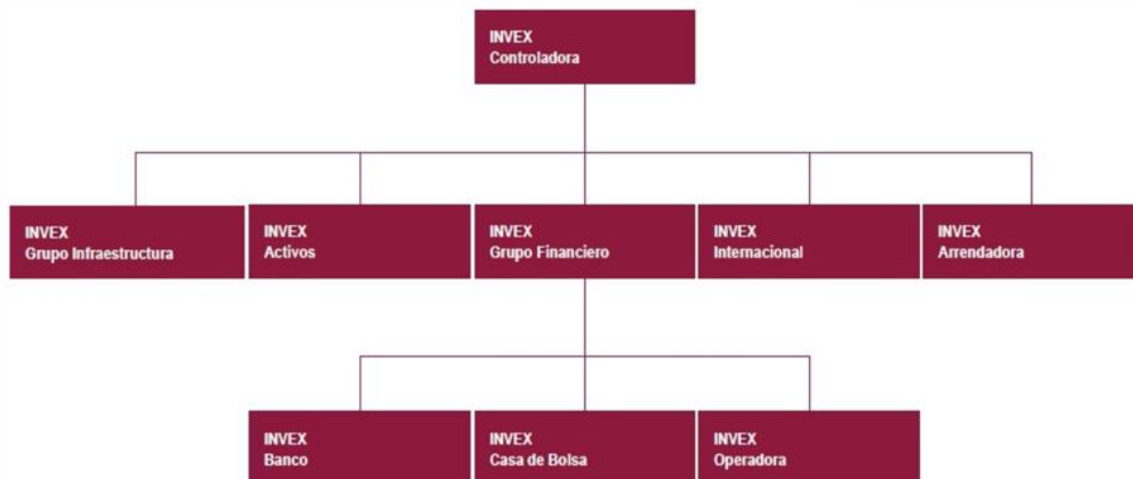 INVEX
Controladora
INVEX
Grupo Infraestructura
INVEX
Activos
INVEX
Grupo Financiero
INVEX
Internacional
INVEX
Arrendadora
INVEX
Banco
INVEX
Casa de Bolsa
INVEX
Operadora